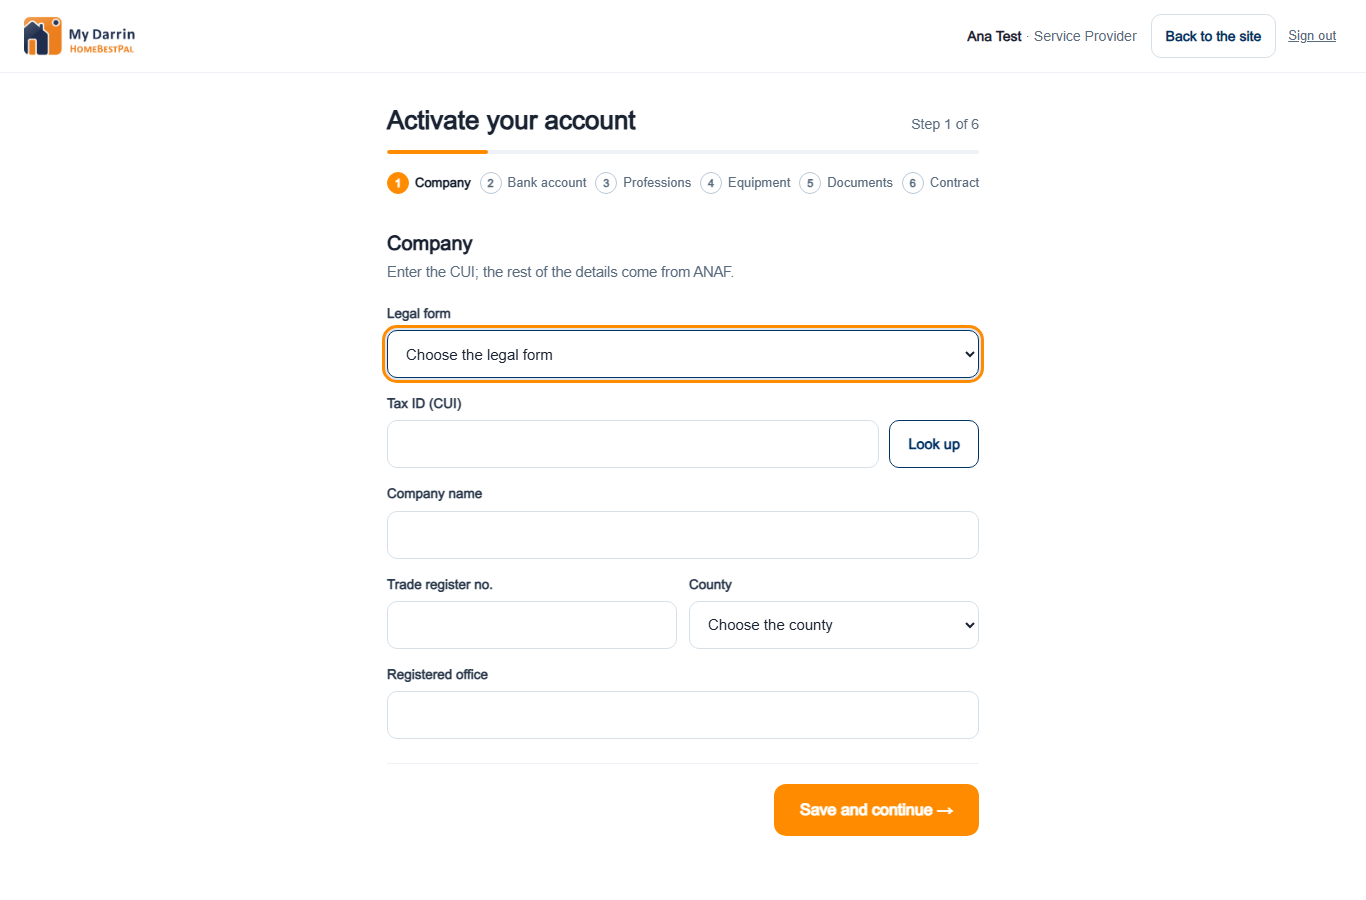 My Darrin
HomeBestPal
Ana Test · Service Provider
Back to the site
Sign out
Activate your account
Step 1 of 6
1 Company 2 Bank account 3 Professions 4 Equipment 5 Documents 6 Contract
Company
Enter the CUI; the rest of the details come from ANAF.
Legal form
Choose the legal form
Tax ID (CUI)
Look up
Company name
Trade register no. County
Choose the county
Registered office
Save and continue →